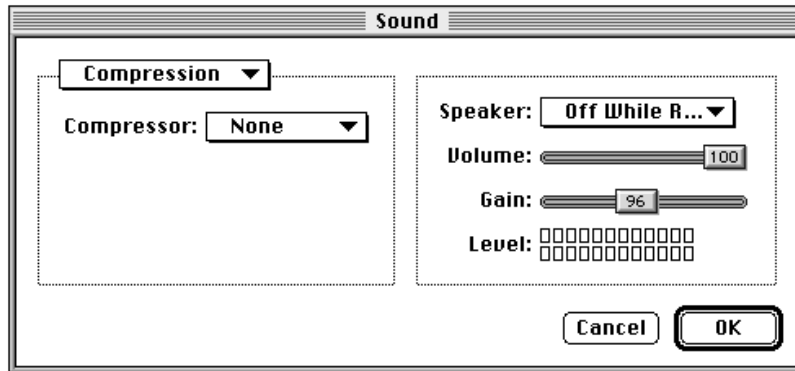 Sound
Compression
Compressor: None
Speaker: Off While R...
Volume: 100
Gain: 96
Level:
Cancel OK